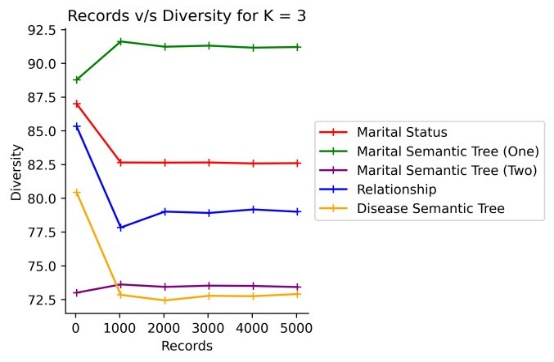 Records v/s Diversity for K = 3
92.5
90.0
87.5
85.0
82.5
80.0
77.5
75.0
72.5
Diversity
0 1000 2000 3000 4000 5000
Records
Marital Status
Marital Semantic Tree (One)
Marital Semantic Tree (Two)
Relationship
Disease Semantic Tree